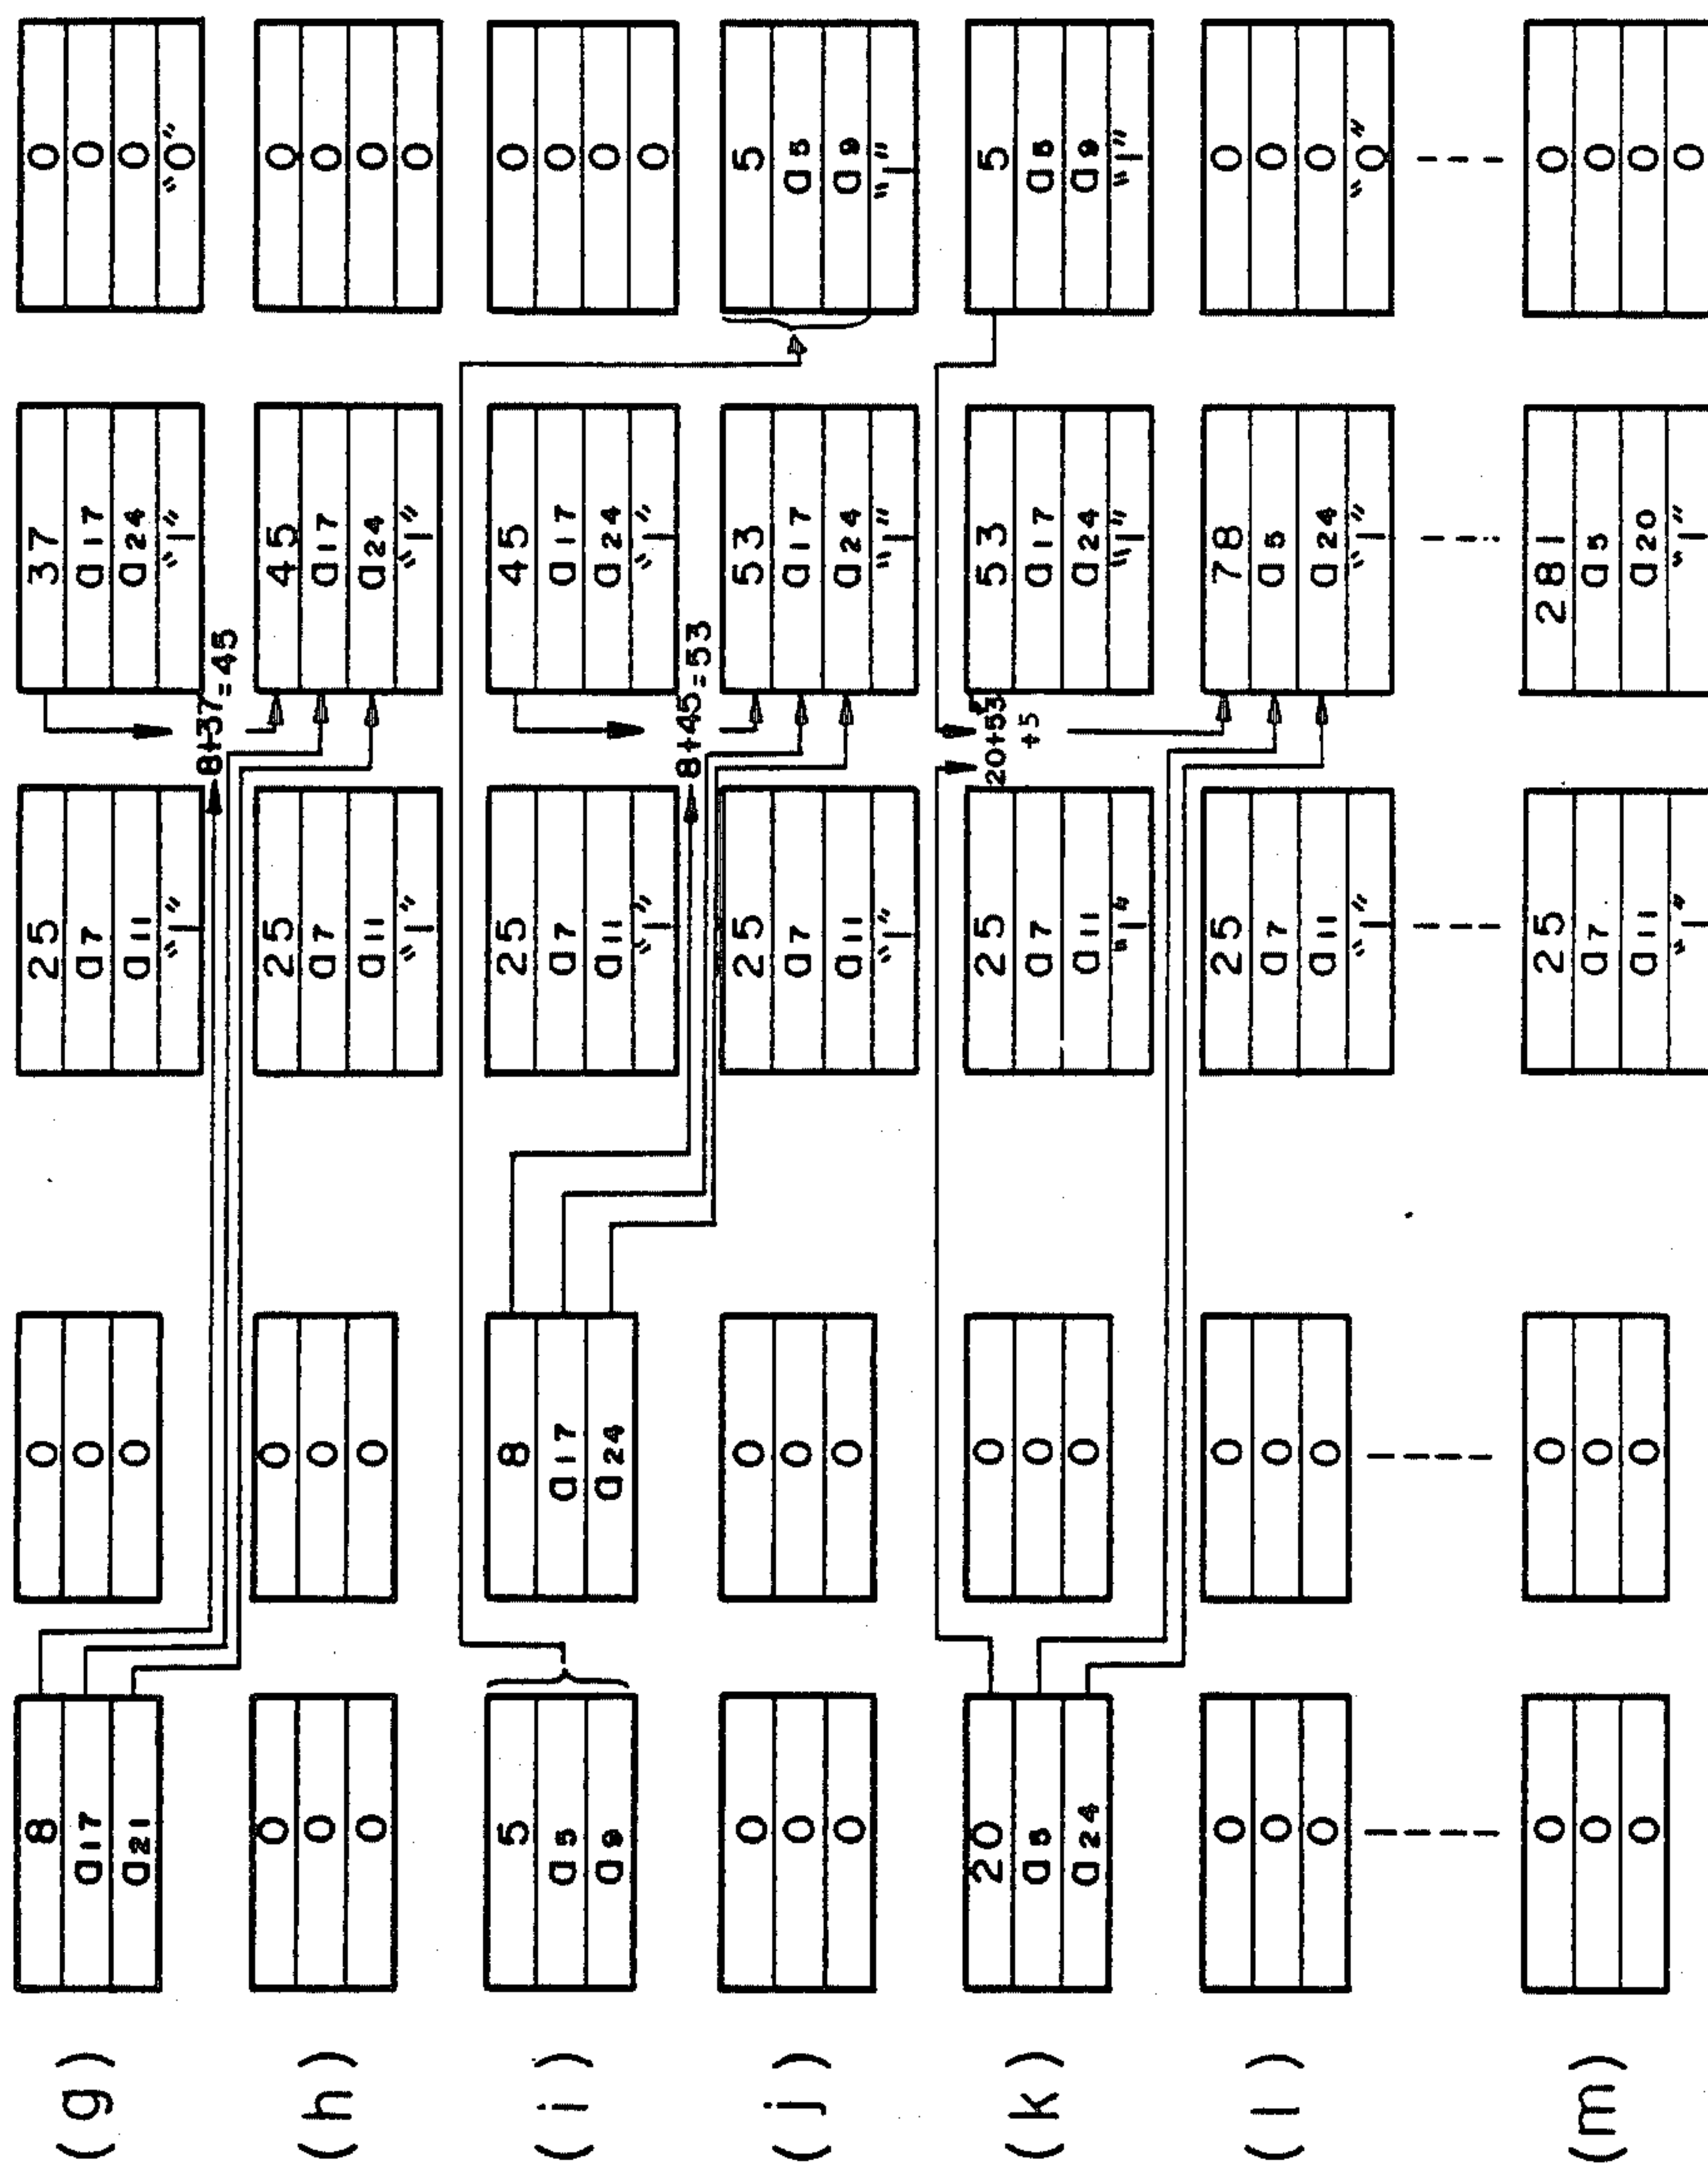 8 0 25 37 0
(g) a17 0 a7 a17 0
a21 0 a11 a24 0
"1" "1" "0"
8+37=45
0 0 25 45 0
(h) 0 0 a7 a17 0
0 0 a11 a24 0
"1" "1" 0
5 8 25 45 0
(i) a5 a17 a7 a17 0
a9 a24 a11 a24 0
"1" "1" 0
8+45=53
0 0 25 53 5
(j) 0 0 a7 a17 a5
0 0 a11 a24 a9
"1" "1" "1"
20 0 25 20+53 53 5
(k) a5 0 a7 +5 a17 a5
a24 0 a11 a24 a9
"1" "1" "1"
0 0 25 78 0
(l) 0 0 a7 a5 0
0 0 a11 a24 0
"1" "1" "0"
0 0 25 281 0
(m) 0 0 a7 a5 0
0 0 a11 a20 0
"1" "1" 0